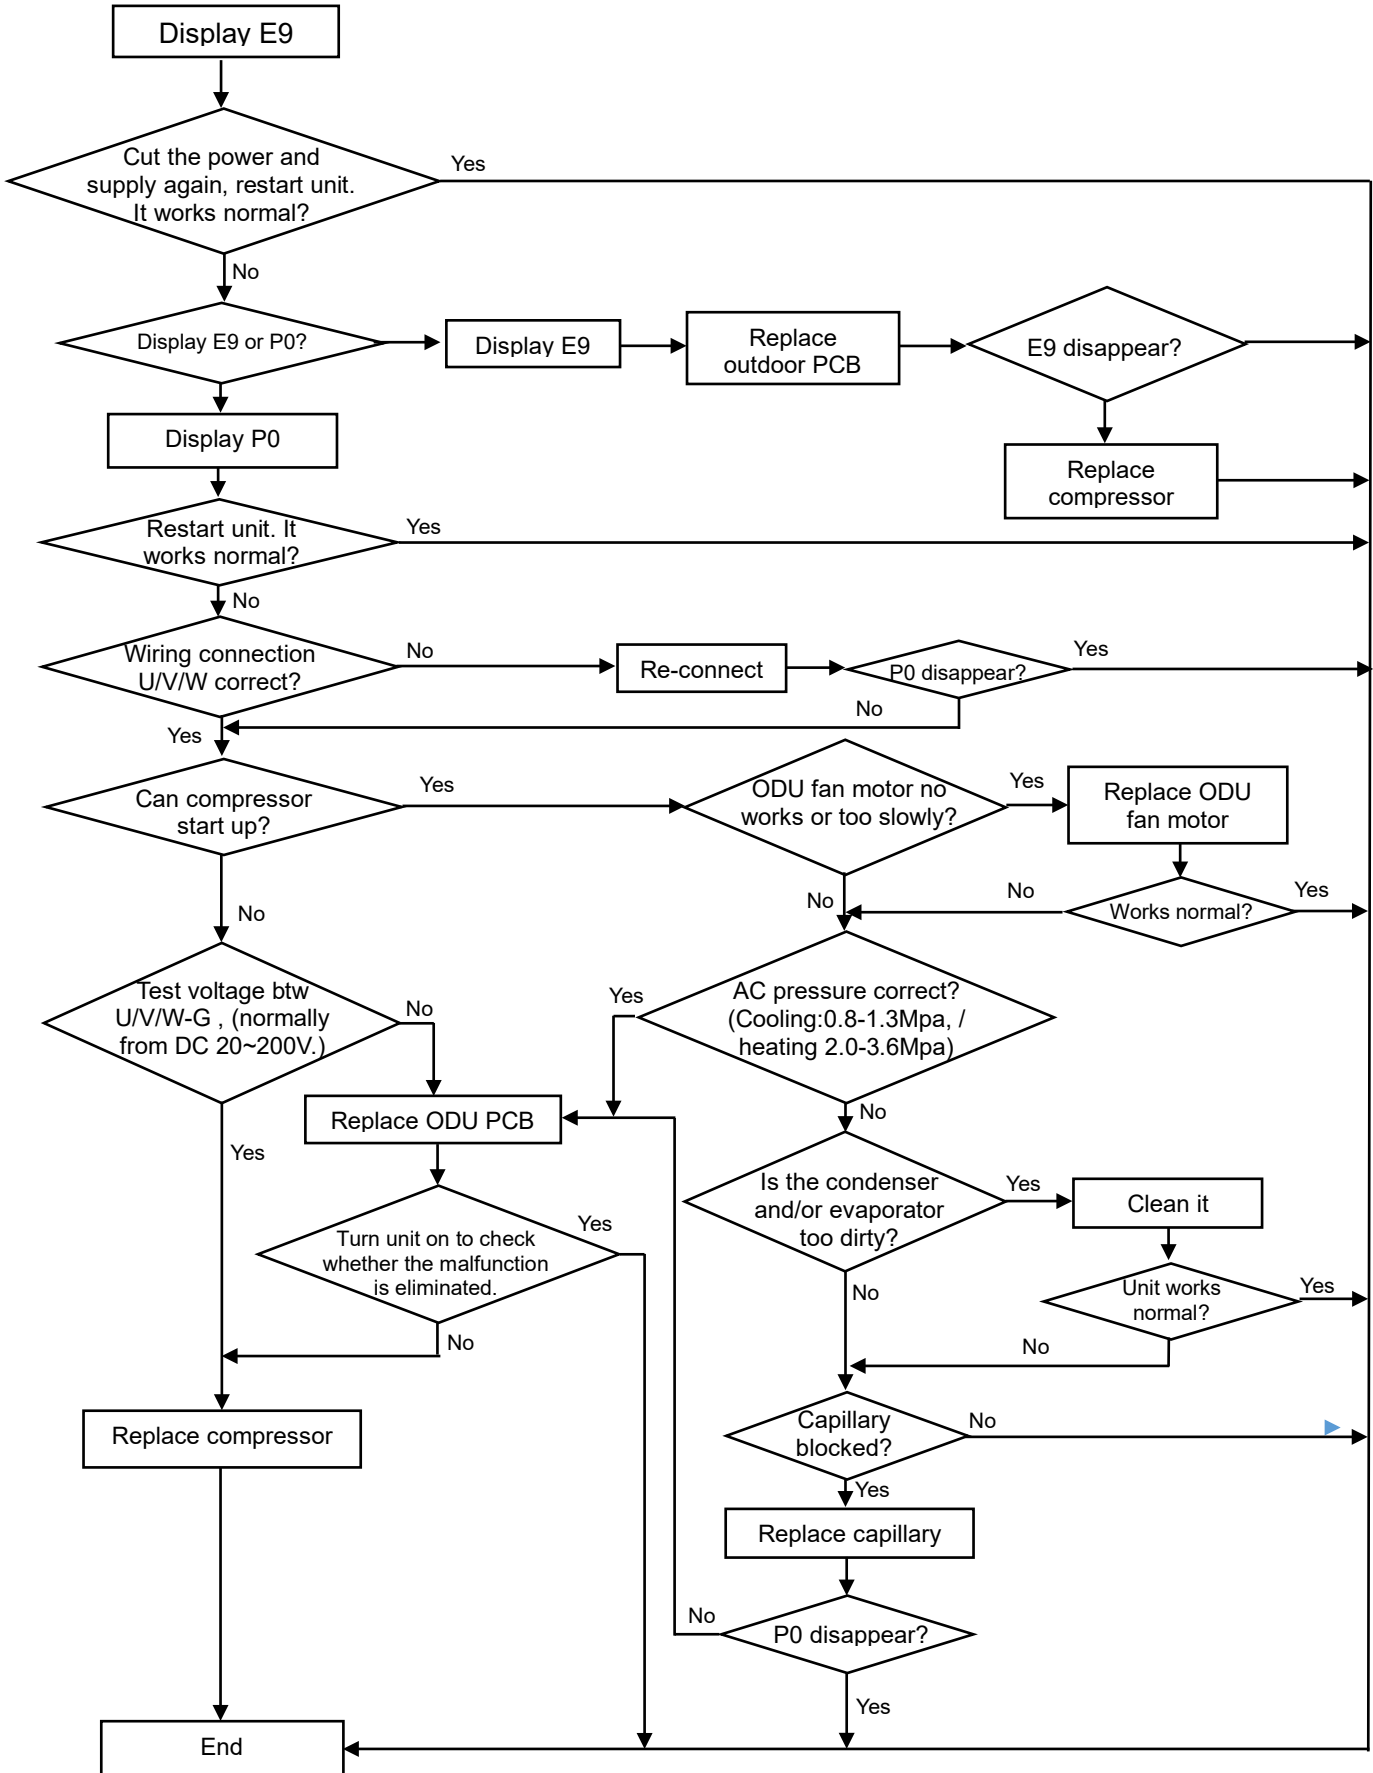 Display E9
Cut the power and
supply again, restart unit.
It works normal?
Yes
No
Display E9 or P0?
Display E9
Replace
outdoor PCB
E9 disappear?
Display P0
Replace
compressor
Restart unit. It
works normal?
Yes
No
Wiring connection
U/V/W correct?
No
Re-connect
P0 disappear?
Yes
No
Yes
Can compressor
start up?
Yes
ODU fan motor no
works or too slowly?
Yes
Replace ODU
fan motor
No
No
Works normal?
Yes
No
Test voltage btw
U/V/W-G , (normally
from DC 20~200V.)
No
Yes
AC pressure correct?
(Cooling:0.8-1.3Mpa, /
heating 2.0-3.6Mpa)
No
Replace ODU PCB
Yes
Is the condenser
and/or evaporator
too dirty?
Yes
Clean it
Turn unit on to check
whether the malfunction
is eliminated.
Yes
No
No
Unit works
normal?
Yes
No
Replace compressor
Capillary
blocked?
No
Yes
Replace capillary
No
P0 disappear?
Yes
End